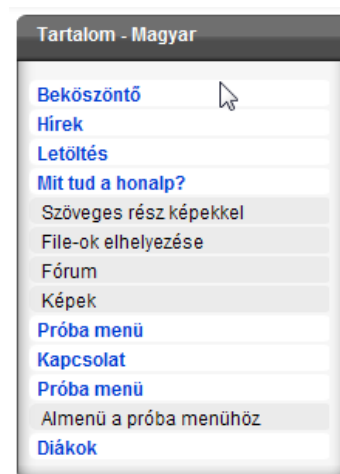 Tartalom - Magyar
Beköszöntő
Hírek
Letöltés
Mit tud a honalp?
Szöveges rész képekkel
File-ok elhelyezése
Fórum
Képek
Próba menü
Kapcsolat
Próba menü
Almenü a próba menühöz
Diákok